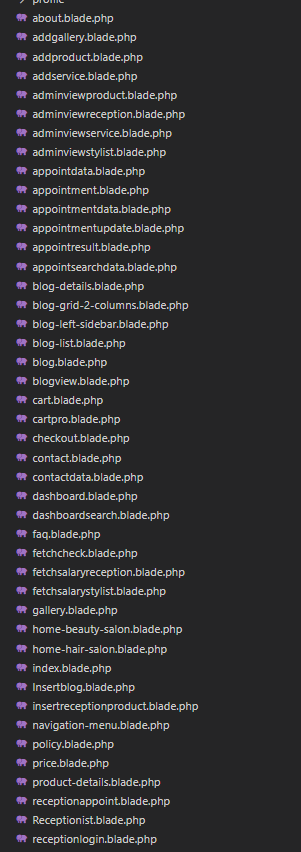 profile
about.blade.php
addgallery.blade.php
addproduct.blade.php
addservice.blade.php
adminviewproduct.blade.php
adminviewreception.blade.php
adminviewservice.blade.php
adminviewstylist.blade.php
appointdata.blade.php
appointment.blade.php
appointmentdata.blade.php
appointmentupdate.blade.php
appointresult.blade.php
appointsearchdata.blade.php
blog-details.blade.php
blog-grid-2-columns.blade.php
blog-left-sidebar.blade.php
blog-list.blade.php
blog.blade.php
blogview.blade.php
cart.blade.php
cartpro.blade.php
checkout.blade.php
contact.blade.php
contactdata.blade.php
dashboard.blade.php
dashboardsearch.blade.php
faq.blade.php
fetchcheck.blade.php
fetchsalaryreception.blade.php
fetchsalarystylist.blade.php
gallery.blade.php
home-beauty-salon.blade.php
home-hair-salon.blade.php
index.blade.php
Insertblog.blade.php
insertreceptionproduct.blade.php
navigation-menu.blade.php
policy.blade.php
price.blade.php
product-details.blade.php
receptionappoint.blade.php
Receptionist.blade.php
receptionlogin.blade.php